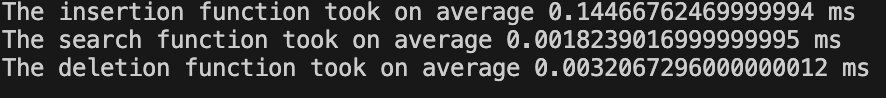 The insertion function took on average 0.14466762469999994 ms
The search function took on average 0.0018239016999999995 ms
The deletion function took on average 0.0032067296000000012 ms